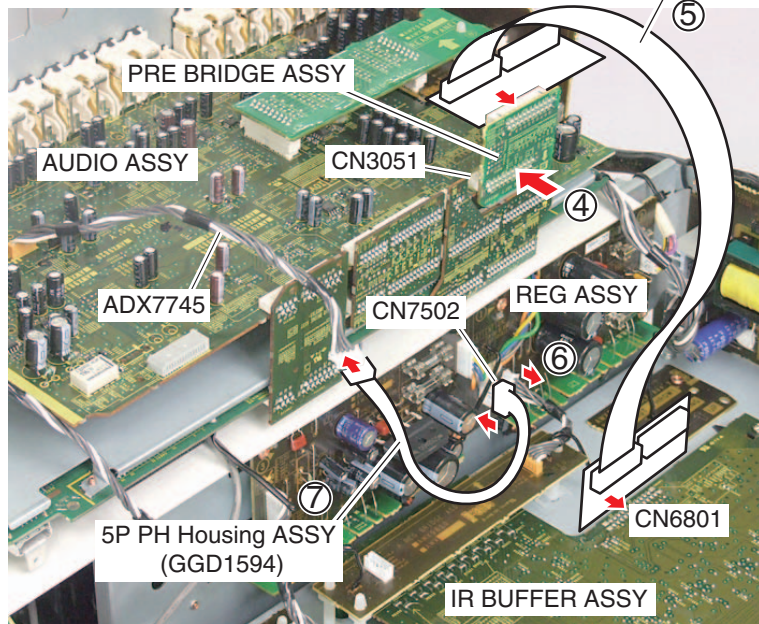 ⑤
PRE BRIDGE ASSY
AUDIO ASSY
CN3051
④
ADX7745
CN7502
REG ASSY
⑥
⑦
5P PH Housing ASSY
(GGD1594)
CN6801
IR BUFFER ASSY